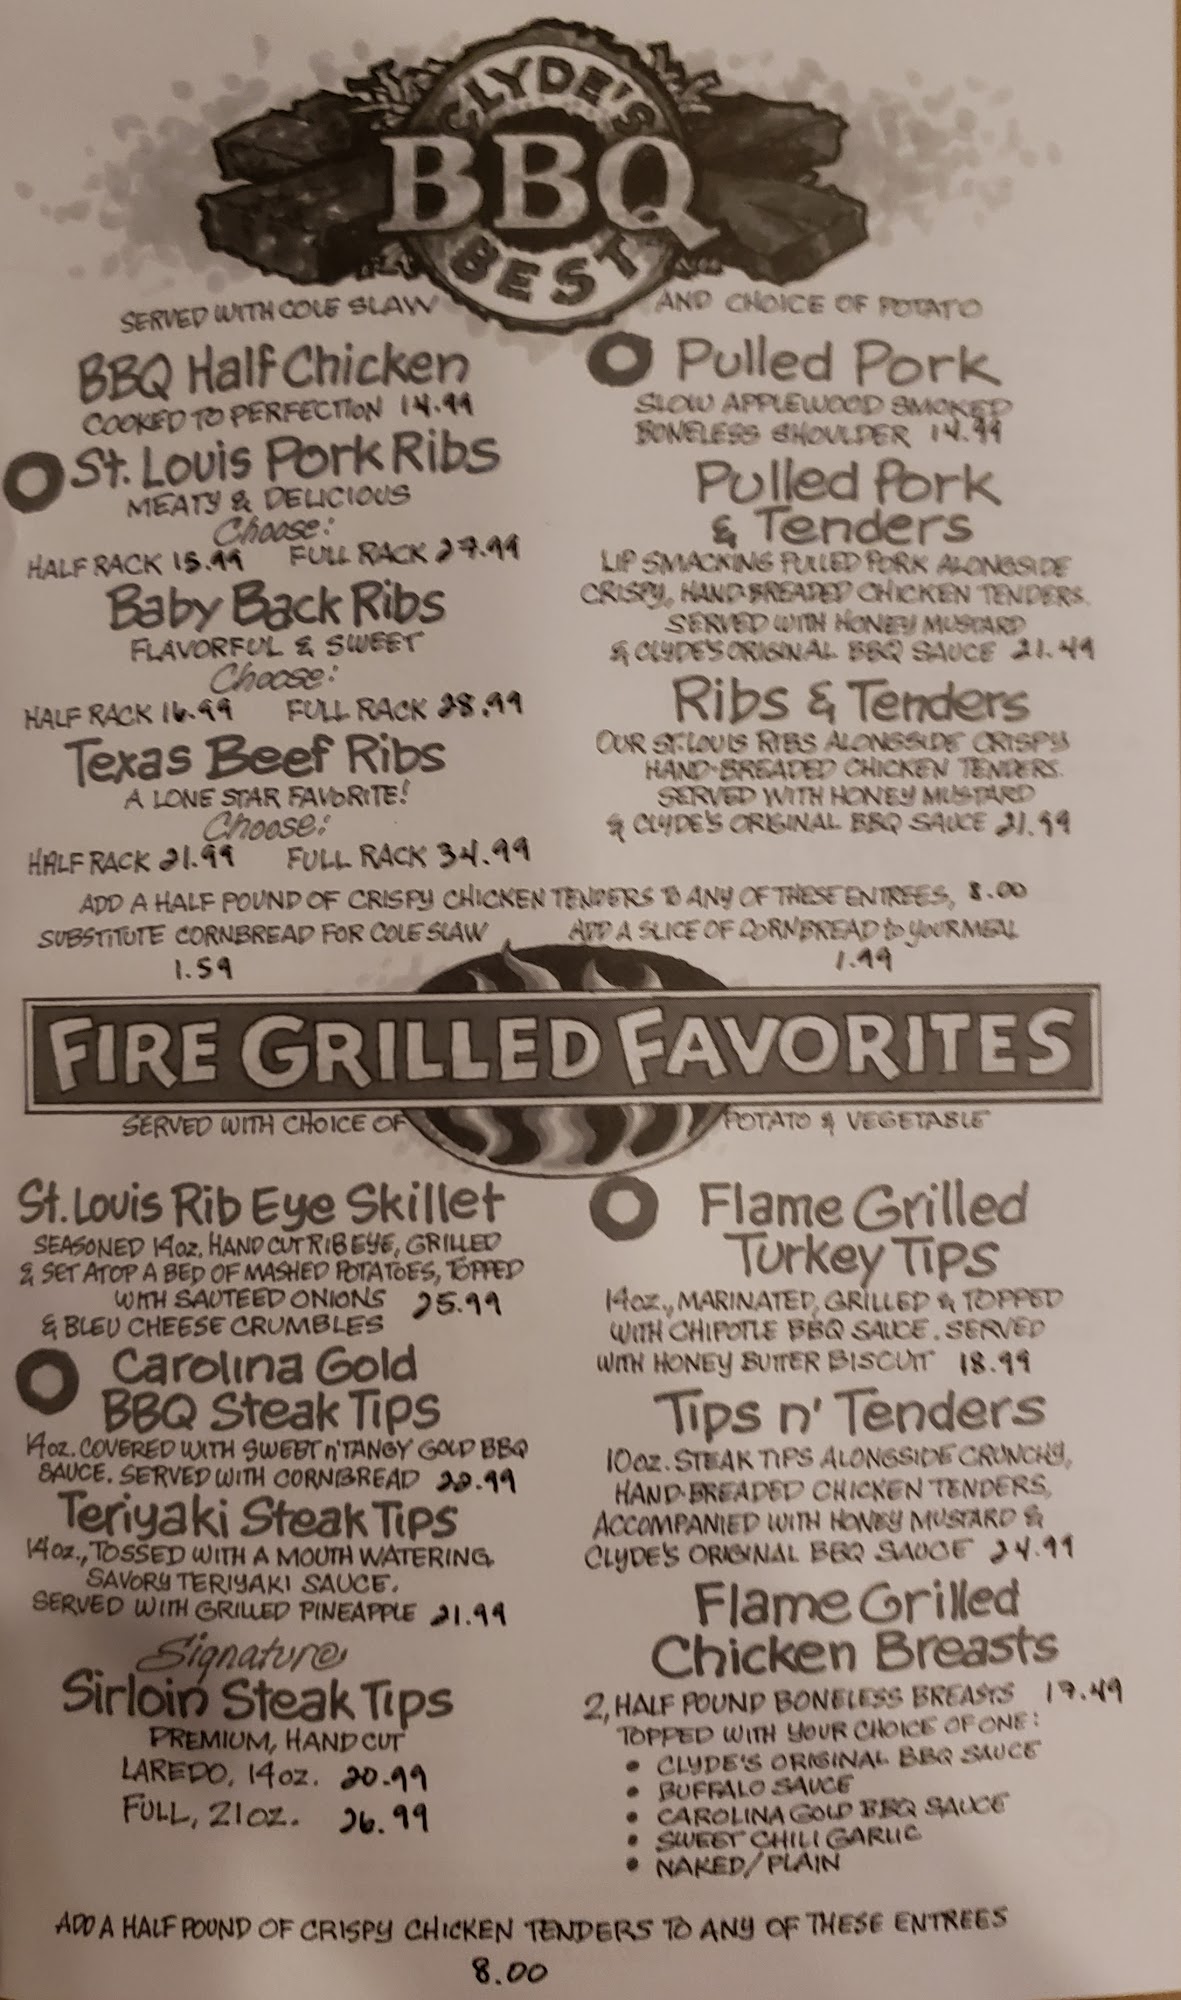 CLYDE'S
BBQ
BEST
SERVED WITH COLE SLAW AND CHOICE OF POTATO
BBQ Half Chicken
COOKED TO PERFECTION 14.99
St. Louis Pork Ribs
MEATY & DELICIOUS
Choose:
HALF RACK 15.99 FULL RACK 27.99
Baby Back Ribs
FLAVORFUL & SWEET
Choose:
HALF RACK 16.99 FULL RACK 28.99
Texas Beef Ribs
A LONE STAR FAVORITE!
Choose:
HALF RACK 21.99 FULL RACK 34.99
Pulled Pork
SLOW APPLEWOOD SMOKED
BONELESS SHOULDER 14.99
Pulled Pork
& Tenders
LIP SMACKING PULLED PORK ALONGSIDE
CRISPY, HAND-BREADED CHICKEN TENDERS.
SERVED WITH HONEY MUSTARD
& CLYDE'S ORIGINAL BBQ SAUCE 21.49
Ribs & Tenders
OUR ST. LOUIS RIBS ALONGSIDE CRISPY
HAND-BREADED CHICKEN TENDERS.
SERVED WITH HONEY MUSTARD
& CLYDE'S ORIGINAL BBQ SAUCE 21.99
ADD A HALF POUND OF CRISPY CHICKEN TENDERS TO ANY OF THESE ENTREES, 8.00
SUBSTITUTE CORNBREAD FOR COLE SLAW
1.59
ADD A SLICE OF CORNBREAD to YOUR MEAL
1.99
FIRE GRILLED FAVORITES
SERVED WITH CHOICE OF POTATO & VEGETABLE
St. Louis Rib Eye Skillet
SEASONED 14oz. HAND CUT RIB EYE, GRILLED
& SET ATOP A BED OF MASHED POTATOES, TOPPED
WITH SAUTEED ONIONS 25.99
& BLEU CHEESE CRUMBLES
Carolina Gold
BBQ Steak Tips
14oz. COVERED WITH SWEET n' TANGY GOLD BBQ
SAUCE. SERVED WITH CORNBREAD 22.99
Teriyaki Steak Tips
14oz., TOSSED WITH A MOUTH WATERING,
SAVORY TERIYAKI SAUCE.
SERVED WITH GRILLED PINEAPPLE 21.99
Signature
Sirloin Steak Tips
PREMIUM, HAND CUT
LAREDO, 14oz. 20.99
FULL, 21oz. 26.99
Flame Grilled
Turkey Tips
14oz., MARINATED, GRILLED & TOPPED
WITH CHIPOTLE BBQ SAUCE. SERVED
WITH HONEY BUTTER BISCUIT 18.99
Tips n' Tenders
10oz. STEAK TIPS ALONGSIDE CRUNCHY,
HAND-BREADED CHICKEN TENDERS,
ACCOMPANIED WITH HONEY MUSTARD &
CLYDE'S ORIGINAL BBQ SAUCE 24.99
Flame Grilled
Chicken Breasts
2, HALF POUND BONELESS BREASTS 17.49
TOPPED WITH YOUR CHOICE OF ONE:
• CLYDE'S ORIGINAL BBQ SAUCE
• BUFFALO SAUCE
• CAROLINA GOLD BBQ SAUCE
• SWEET CHILI GARLIC
• NAKED/PLAIN
ADD A HALF POUND OF CRISPY CHICKEN TENDERS TO ANY OF THESE ENTREES
8.00